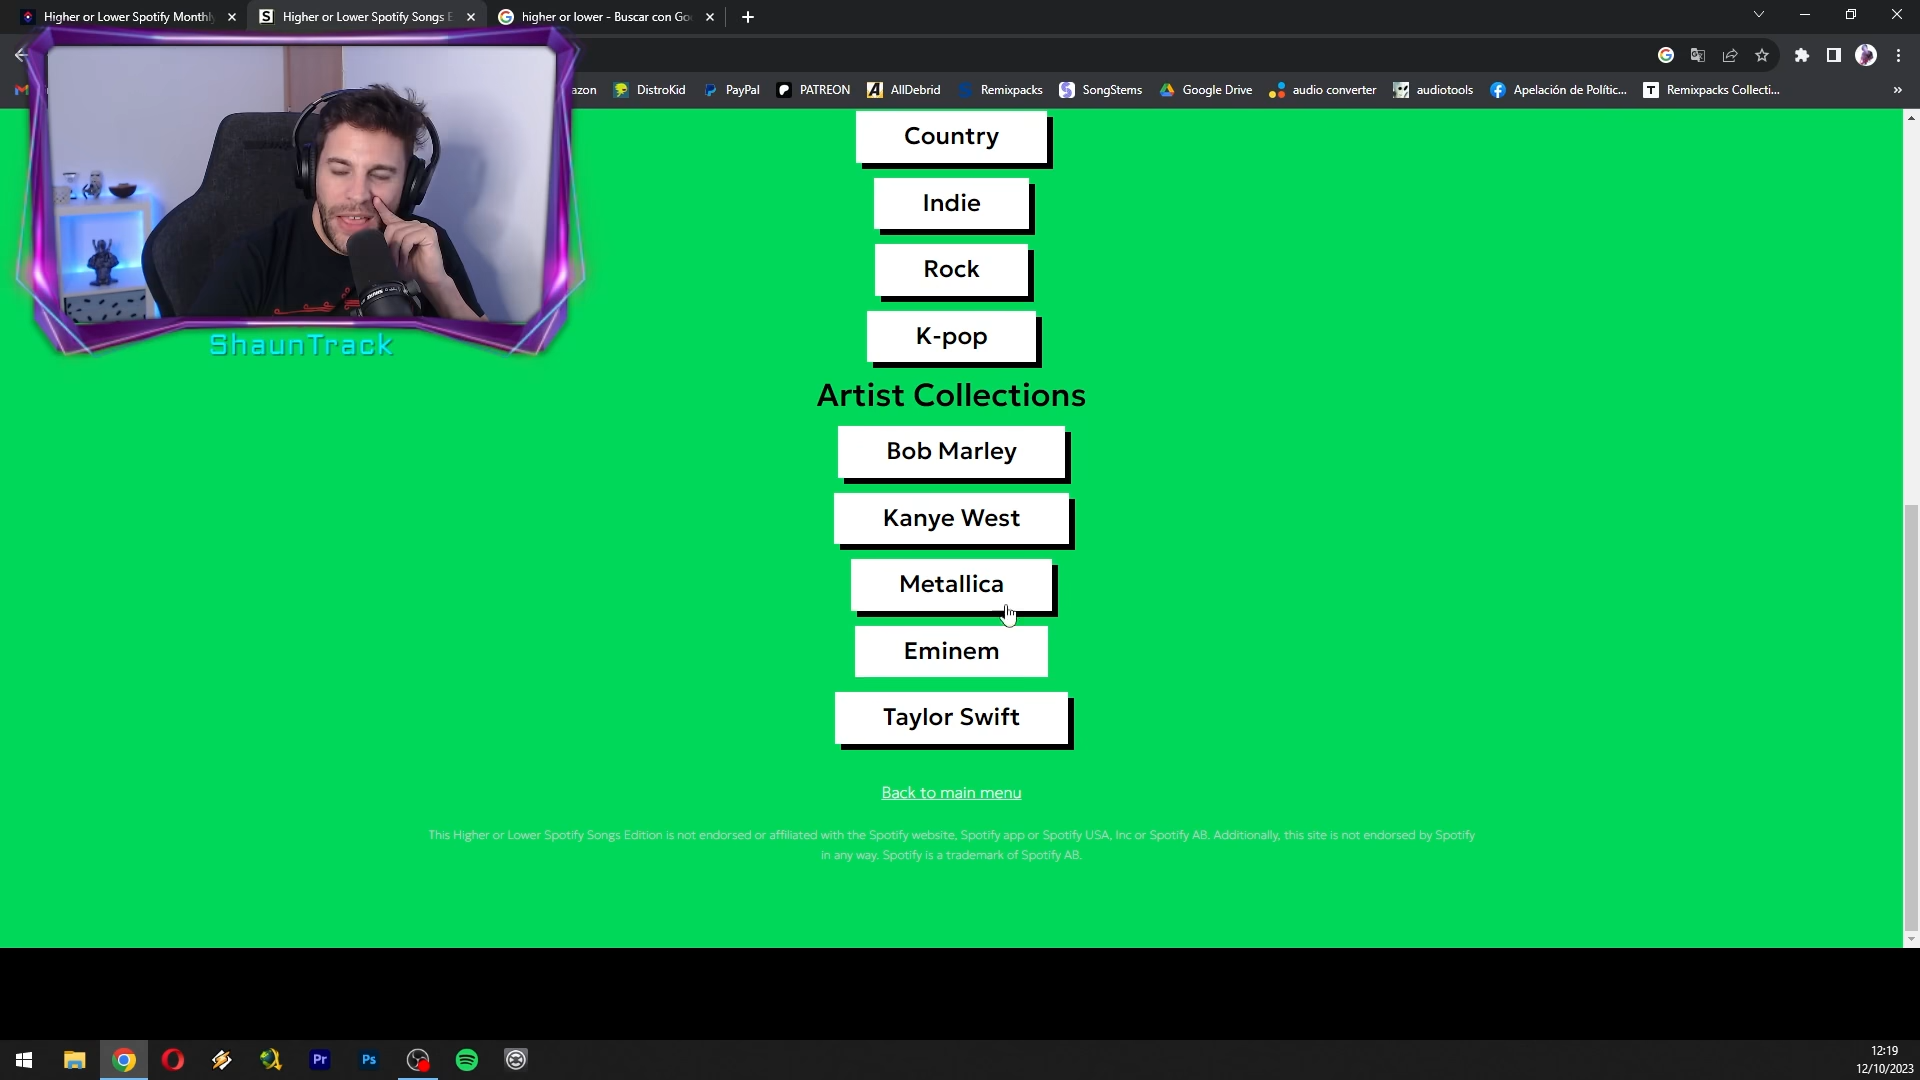 Higher or Lower Spotify Monthly
Higher or Lower Spotify Songs E
higher or lower - Buscar con Go
azon
DistroKid
PayPal
PATREON
AllDebrid
Remixpacks
SongStems
Google Drive
audio converter
audiotools
Apelación de Polític...
Remixpacks Collecti...
ShaunTrack
Country
Indie
Rock
K-pop
Artist Collections
Bob Marley
Kanye West
Metallica
Eminem
Taylor Swift
Back to main menu
This Higher or Lower Spotify Songs Edition is not endorsed or affiliated with the Spotify website, Spotify app or Spotify USA, Inc or Spotify AB. Additionally, this site is not endorsed by Spotify
in any way. Spotify is a trademark of Spotify AB.
Pr
Ps
12:19
12/10/2023